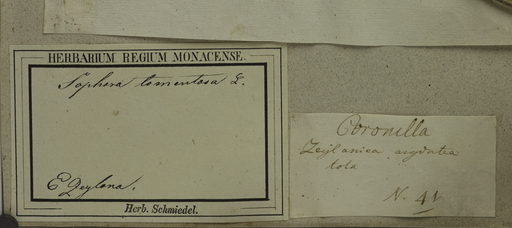 HERBARIUM REGIUM MONACENSE.
Sophora tomentosa L.
E Zeylona.
Herb. Schmiedel.
Coronilla
Zeylanica argentea
tota
N. 41